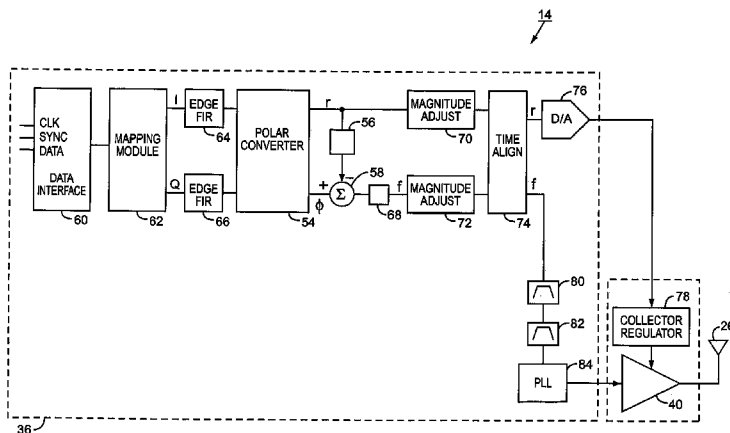 14
CLK
SYNC
DATA
DATA
INTERFACE
60
MAPPING
MODULE
62
I
Q
EDGE
FIR
64
EDGE
FIR
66
POLAR
CONVERTER
54
r
56
−
58
+
Σ
ϕ
68
f
MAGNITUDE
ADJUST
70
MAGNITUDE
ADJUST
72
TIME
ALIGN
74
r
f
76
D/A
80
82
PLL
84
78
COLLECTOR
REGULATOR
40
26
36